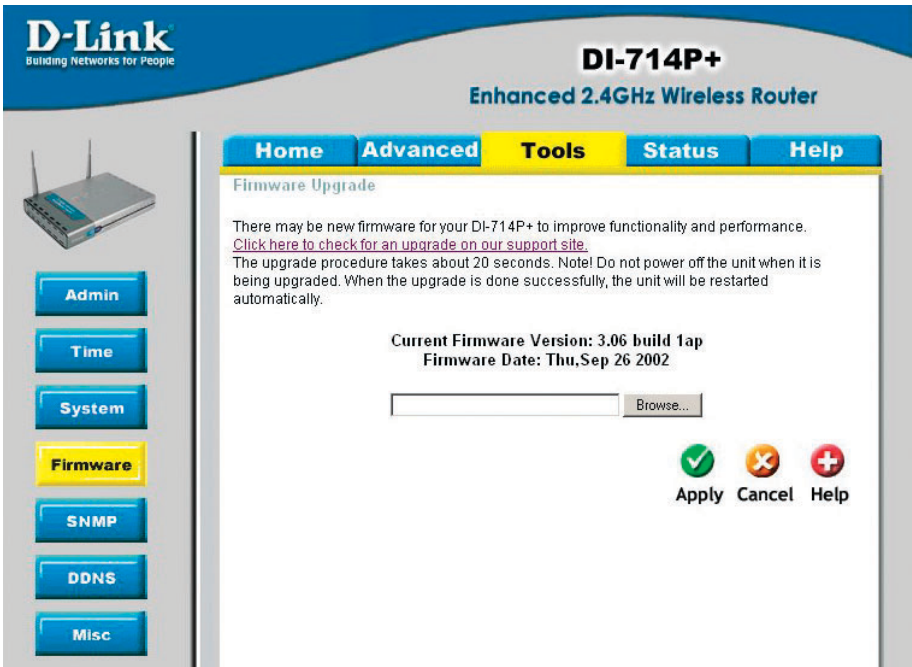 D-Link
Building Networks for People
DI-714P+
Enhanced 2.4GHz Wireless Router
Home Advanced Tools Status Help
Firmware Upgrade
There may be new firmware for your DI-714P+ to improve functionality and performance.
Click here to check for an upgrade on our support site.
The upgrade procedure takes about 20 seconds. Note! Do not power off the unit when it is
being upgraded. When the upgrade is done successfully, the unit will be restarted
automatically.
Current Firmware Version: 3.06 build 1ap
Firmware Date: Thu,Sep 26 2002
Browse...
Apply Cancel Help
Admin
Time
System
Firmware
SNMP
DDNS
Misc